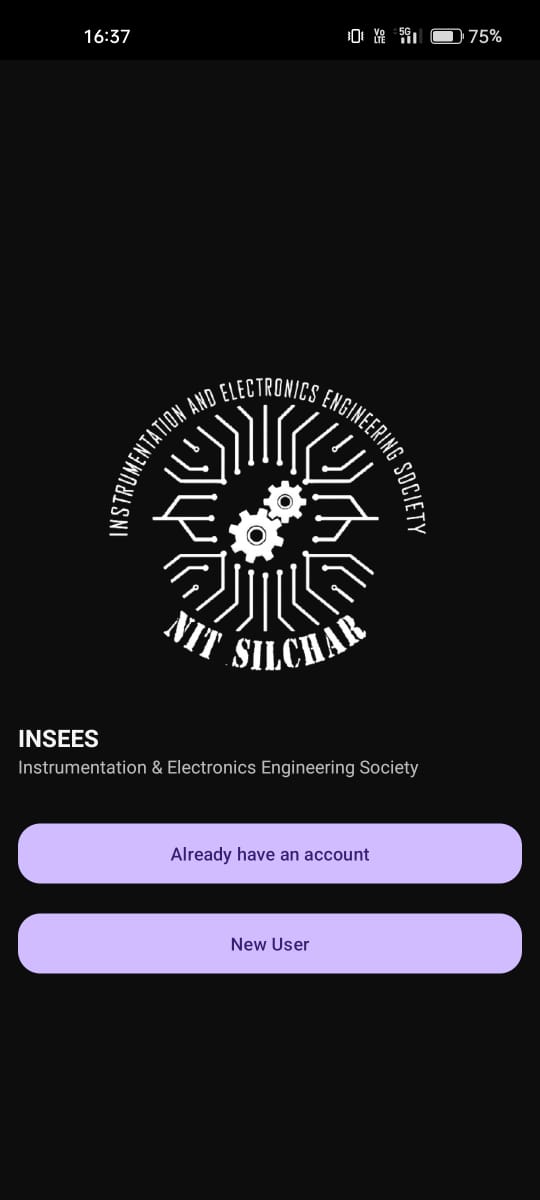 16:37
Vo LTE
5G
75%
INSTRUMENTATION AND ELECTRONICS ENGINEERING SOCIETY
NIT SILCHAR
INSEES
Instrumentation & Electronics Engineering Society
Already have an account
New User